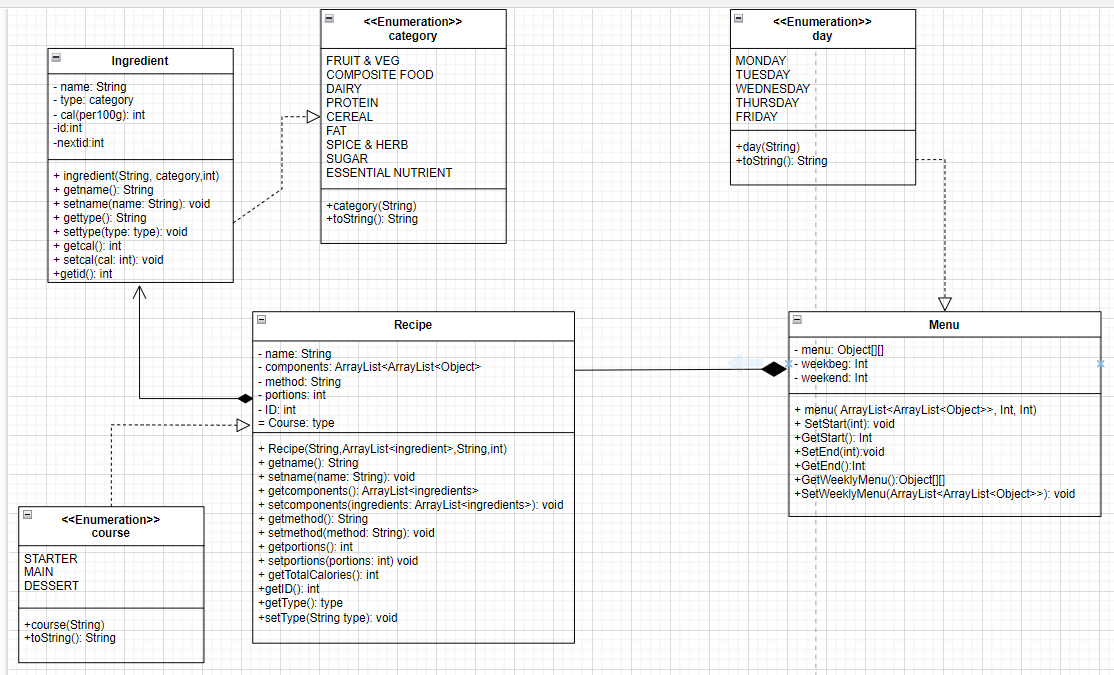 <<Enumeration>>
category
FRUIT & VEG
COMPOSITE FOOD
DAIRY
PROTEIN
CEREAL
FAT
SPICE & HERB
SUGAR
ESSENTIAL NUTRIENT
+category(String)
+toString(): String
<<Enumeration>>
day
MONDAY
TUESDAY
WEDNESDAY
THURSDAY
FRIDAY
+day(String)
+toString(): String
Ingredient
- name: String
- type: category
- cal(per100g): int
-id:int
-nextid:int
+ ingredient(String, category,int)
+ getname(): String
+ setname(name: String): void
+ gettype(): String
+ settype(type: type): void
+ getcal(): int
+ setcal(cal: int): void
+getid(): int
Recipe
- name: String
- components: ArrayList<ArrayList<Object>
- method: String
- portions: int
- ID: int
= Course: type
+ Recipe(String,ArrayList<ingredient>,String,int)
+ getname(): String
+ setname(name: String): void
+ getcomponents(): ArrayList<ingredients>
+ setcomponents(ingredients: ArrayList<ingredients>): void
+ getmethod(): String
+ setmethod(method: String): void
+ getportions(): int
+ setportions(portions: int) void
+ getTotalCalories(): int
+getID(): int
+getType(): type
+setType(String type): void
Menu
- menu: Object[][]
- weekbeg: Int
- weekend: Int
+ menu( ArrayList<ArrayList<Object>>, Int, Int)
+ SetStart(int): void
+GetStart(): Int
+SetEnd(int):void
+GetEnd():Int
+GetWeeklyMenu():Object[][]
+SetWeeklyMenu(ArrayList<ArrayList<Object>>): void
<<Enumeration>>
course
STARTER
MAIN
DESSERT
+course(String)
+toString(): String